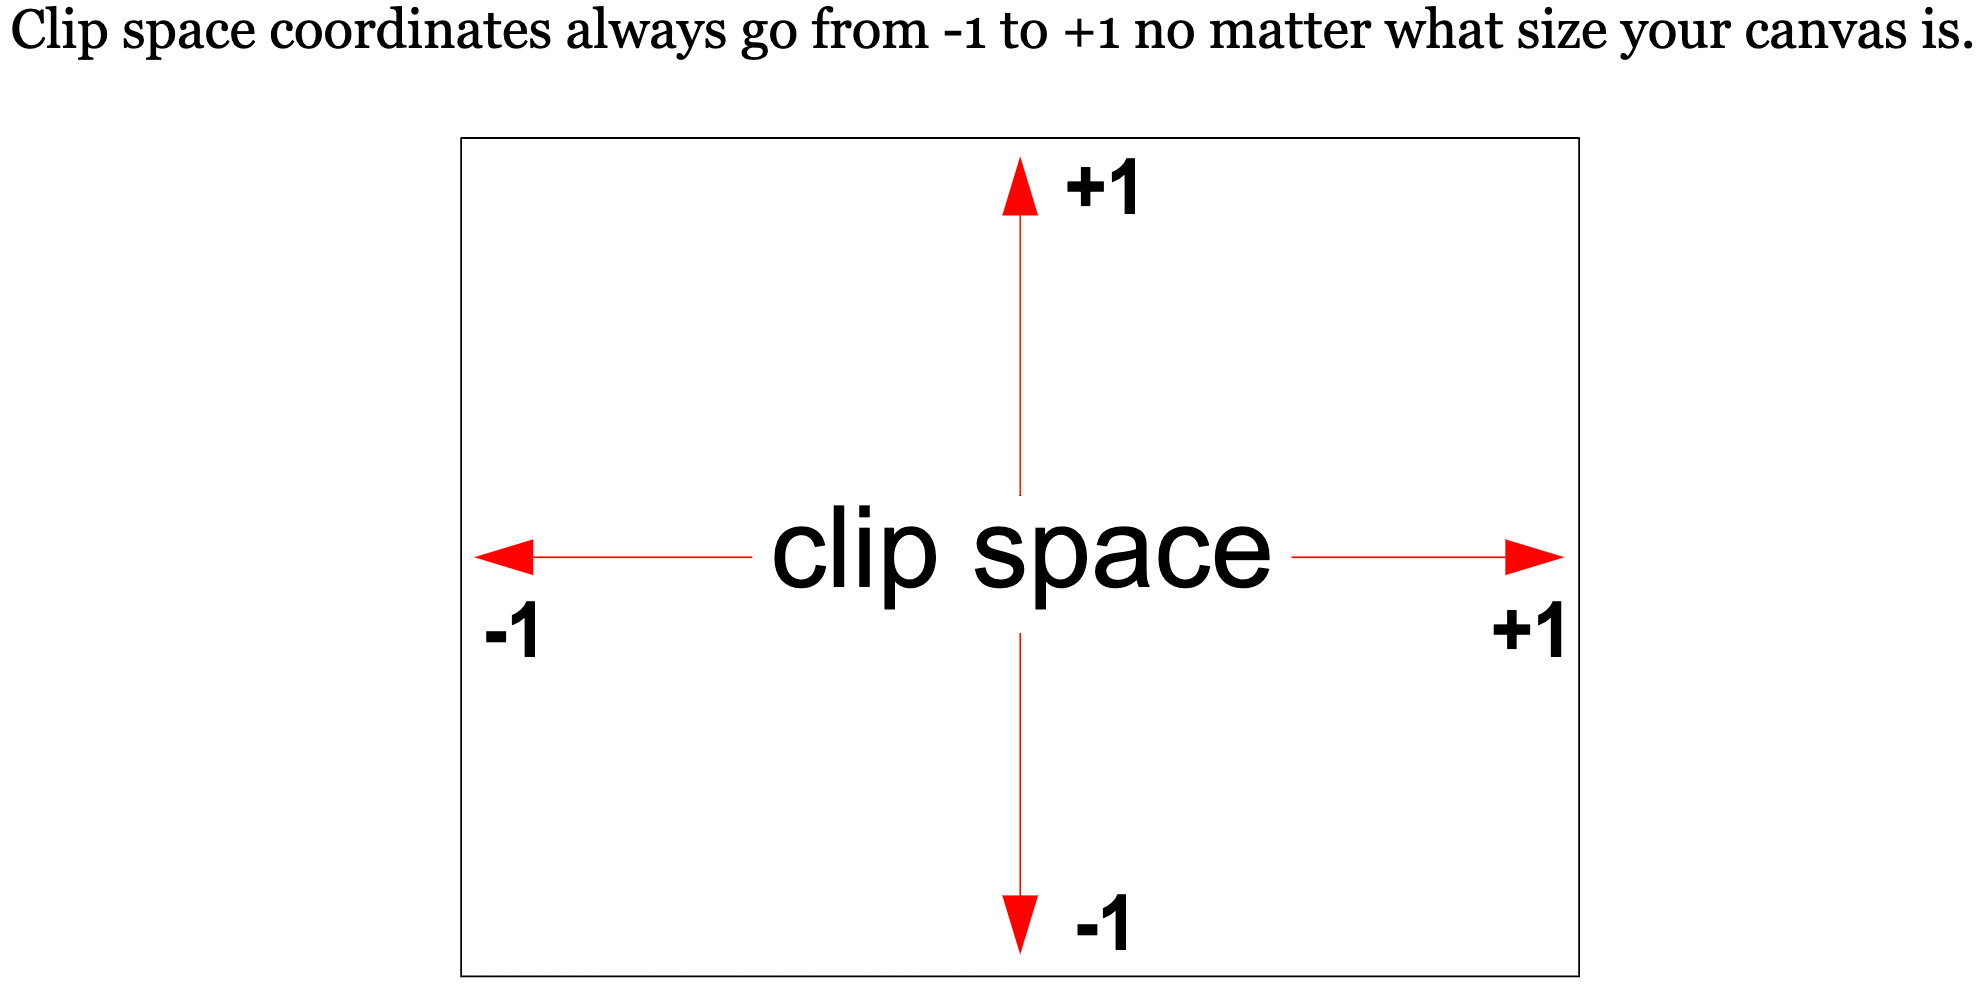 Clip space coordinates always go from -1 to +1 no matter what size your canvas is.
+1
clip space
-1
+1
-1